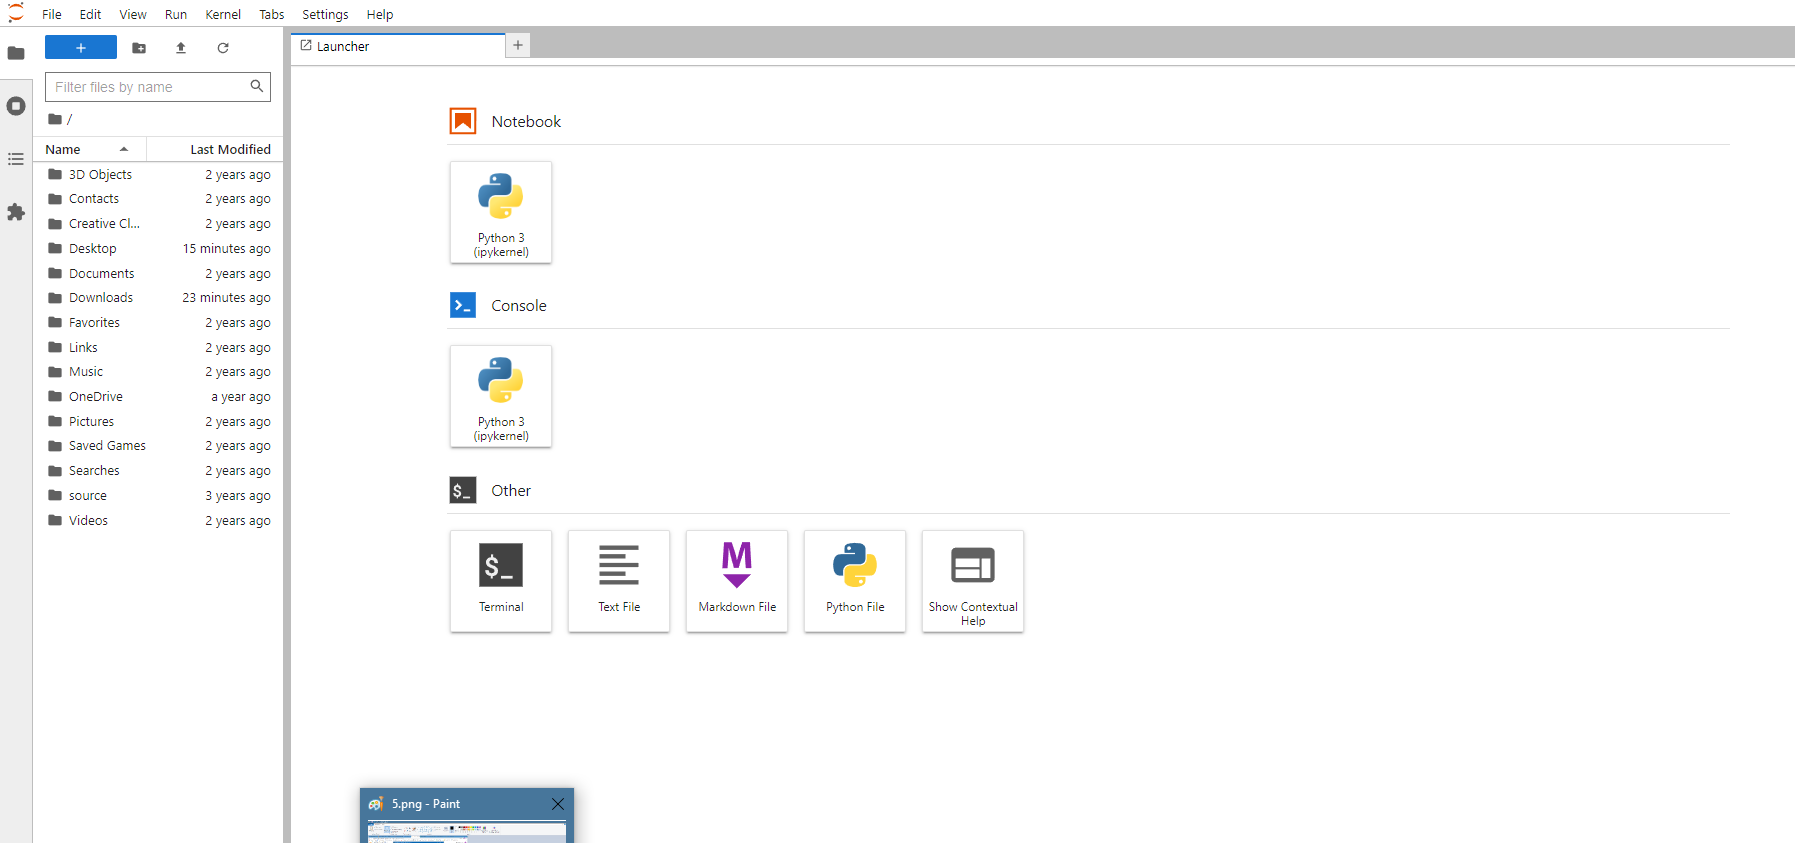 File Edit View Run Kernel Tabs Settings Help
Launcher
Filter files by name
/
Name Last Modified
3D Objects 2 years ago
Contacts 2 years ago
Creative Cl... 2 years ago
Desktop 15 minutes ago
Documents 2 years ago
Downloads 23 minutes ago
Favorites 2 years ago
Links 2 years ago
Music 2 years ago
OneDrive a year ago
Pictures 2 years ago
Saved Games 2 years ago
Searches 2 years ago
source 3 years ago
Videos 2 years ago
Notebook
Python 3
(ipykernel)
Console
Python 3
(ipykernel)
$_ Other
$_
Terminal
Text File
M
Markdown File
Python File
Show Contextual
Help
5.png - Paint